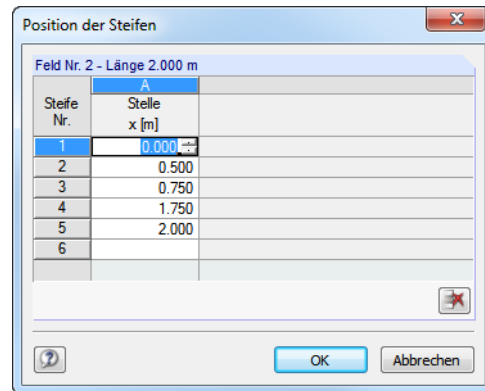 Position der Steifen
Feld Nr. 2 - Länge 2.000 m
A
Steife Stelle
Nr. x [m]
1 0.000
2 0.500
3 0.750
4 1.750
5 2.000
6
OK Abbrechen